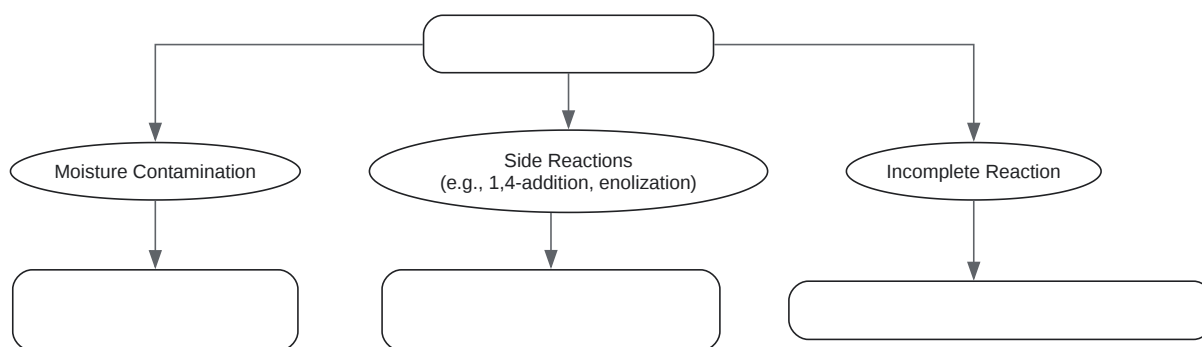 Moisture Contamination
Side Reactions
(e.g., 1,4-addition, enolization)
Incomplete Reaction